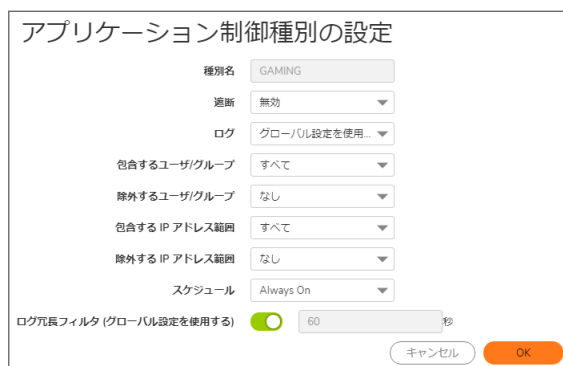 アプリケーション制御種別の設定
種別名 GAMING
遮断 無効
ログ グローバル設定を使用...
包含するユーザ/グループ すべて
除外するユーザ/グループ なし
包含する IP アドレス範囲 すべて
除外する IP アドレス範囲 なし
スケジュール Always On
ログ冗長フィルタ (グローバル設定を使用する) 60 秒
キャンセル OK